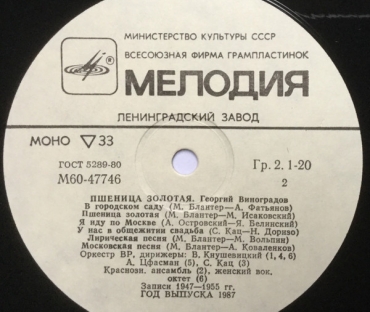 МИНИСТЕРСТВО КУЛЬТУРЫ СССР
ВСЕСОЮЗНАЯ ФИРМА ГРАМПЛАСТИНОК
МЕЛОДИЯ
ЛЕНИНГРАДСКИЙ ЗАВОД
МОНО ▽ 33
ГОСТ 5289-80
Гр. 2. 1-20
М60-47746
2
ПШЕНИЦА ЗОЛОТАЯ. Георгий Виноградов
В городском саду (М. Блантер—А. Фатьянов)
Пшеница золотая (М. Блантер—М. Исаковский)
Я иду по Москве (А. Островский—Я. Белинский)
У нас в общежитии свадьба (С. Кац—Н. Доризо)
Лирическая песня (М. Блантер—М. Вольпин)
Московская песня (М. Блантер—А. Коваленков)
Оркестр ВР, дирижеры: В. Кнушевицкий (1, 4, 6)
А. Цфасман (5), С. Кац (3)
Краснозн. ансамбль (2), женский вок.
октет (6)
Записи 1947—1955 гг.
ГОД ВЫПУСКА 1987